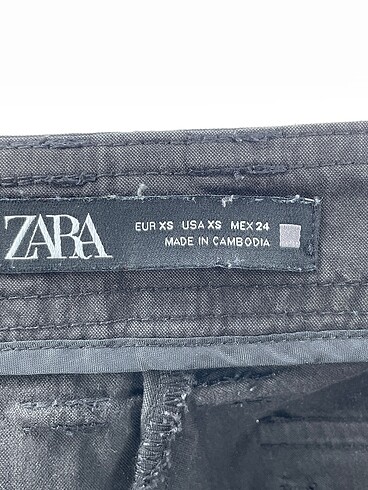 ZARA
EUR XS USA XS MEX 24
MADE IN CAMBODIA